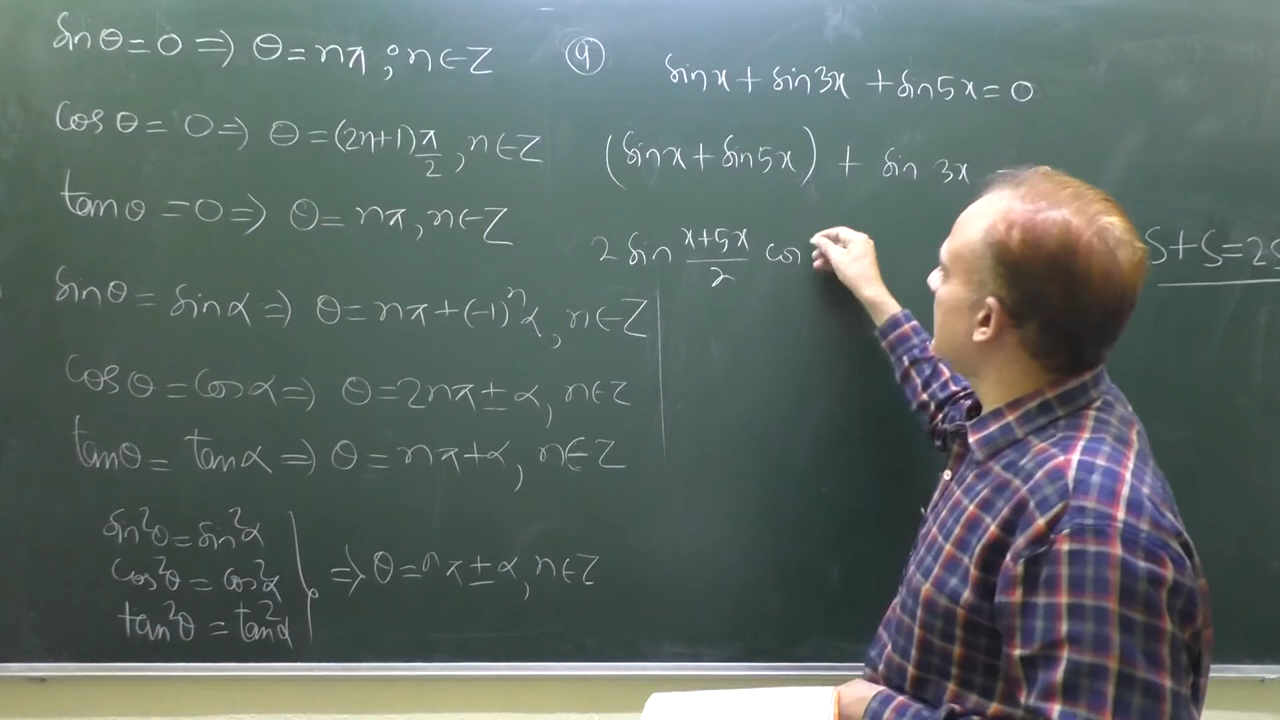 sinθ = 0 ⇒ θ = nπ ; n∈Z
cosθ = 0 ⇒ θ = (2n+1)π/2, n∈Z
tanθ = 0 ⇒ θ = nπ, n∈Z
sinθ = sinα ⇒ θ = nπ + (-1)ⁿα, n∈Z
cosθ = cosα ⇒ θ = 2nπ ± α, n∈Z
tanθ = tanα ⇒ θ = nπ + α, n∈Z
sin²θ = sin²α
cos²θ = cos²α
tan²θ = tan²α
⇒ θ = nπ ± α, n∈Z
⑨ sinx + sin3x + sin5x = 0
(sinx + sin5x) + sin 3x
2 sin (x+5x)/2 cos
S+S=2S